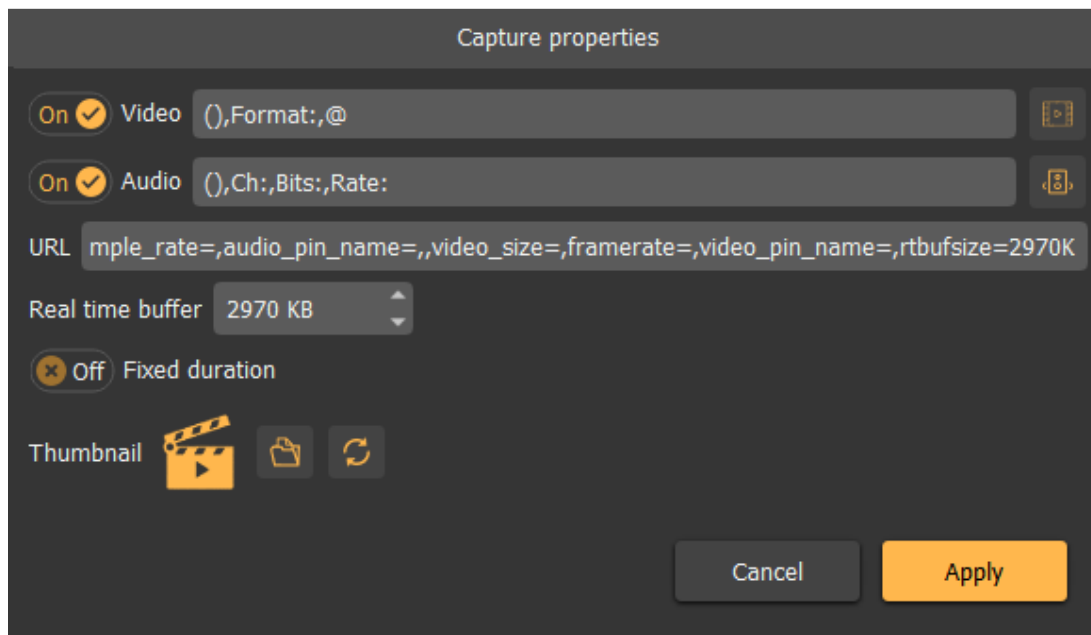 Capture properties
On Video (),Format:,@
On Audio (),Ch:,Bits:,Rate:
URL mple_rate=,audio_pin_name=,,video_size=,framerate=,video_pin_name=,rtbufsize=2970K
Real time buffer 2970 KB
Off Fixed duration
Thumbnail
Cancel Apply